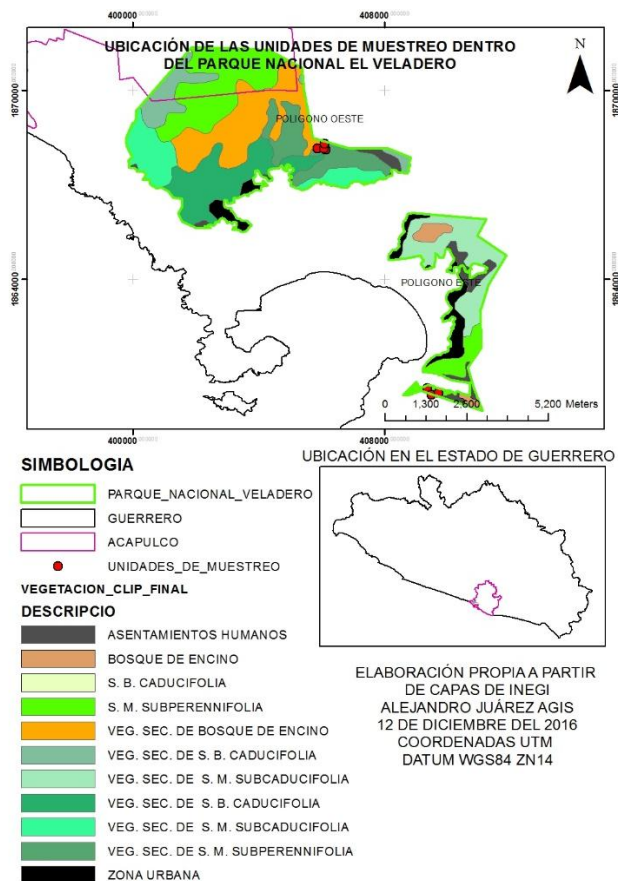 400000
408000
UBICACIÓN DE LAS UNIDADES DE MUESTREO DENTRO
DEL PARQUE NACIONAL EL VELADERO
N
1870000
1870000
POLIGONO OESTE
1864000
1864000
POLIGONO ESTE
0 1,300 2,600 5,200 Meters
400000
408000
SIMBOLOGIA
PARQUE_NACIONAL_VELADERO
GUERRERO
ACAPULCO
UNIDADES_DE_MUESTREO
VEGETACION_CLIP_FINAL
DESCRIPCIO
ASENTAMIENTOS HUMANOS
BOSQUE DE ENCINO
S. B. CADUCIFOLIA
S. M. SUBPERENNIFOLIA
VEG. SEC. DE BOSQUE DE ENCINO
VEG. SEC. DE S. B. CADUCIFOLIA
VEG. SEC. DE S. M. SUBCADUCIFOLIA
VEG. SEC. DE S. B. CADUCIFOLIA
VEG. SEC. DE S. M. SUBCADUCIFOLIA
VEG. SEC. DE S. M. SUBPERENNIFOLIA
ZONA URBANA
UBICACIÓN EN EL ESTADO DE GUERRERO
ELABORACIÓN PROPIA A PARTIR
DE CAPAS DE INEGI
ALEJANDRO JUÁREZ AGIS
12 DE DICIEMBRE DEL 2016
COORDENADAS UTM
DATUM WGS84 ZN14